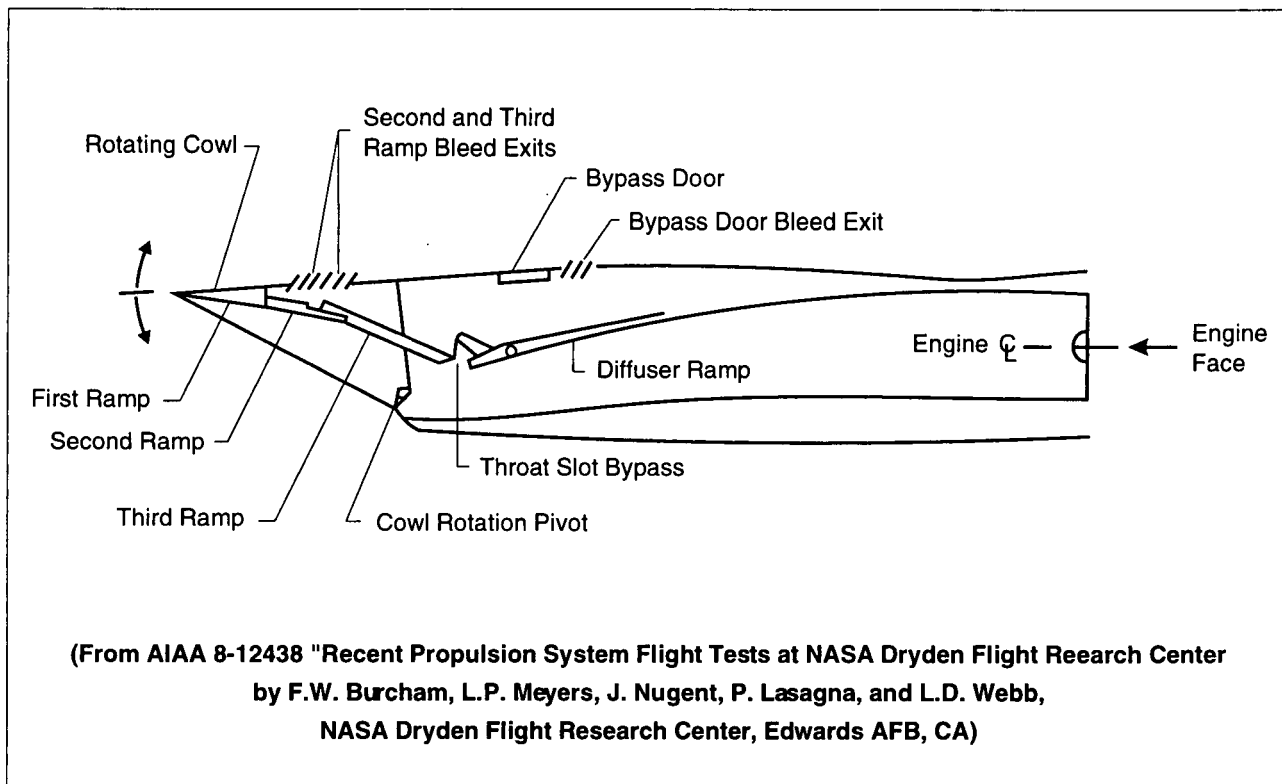 Second and Third
Ramp Bleed Exits
Rotating Cowl
Bypass Door
Bypass Door Bleed Exit
Engine ℄
Engine
Face
Diffuser Ramp
First Ramp
Second Ramp
Throat Slot Bypass
Third Ramp
Cowl Rotation Pivot
(From AIAA 8-12438 "Recent Propulsion System Flight Tests at NASA Dryden Flight Reearch Center
by F.W. Burcham, L.P. Meyers, J. Nugent, P. Lasagna, and L.D. Webb,
NASA Dryden Flight Research Center, Edwards AFB, CA)